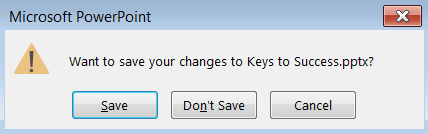 Microsoft PowerPoint
Want to save your changes to Keys to Success.pptx?
Save Don't Save Cancel